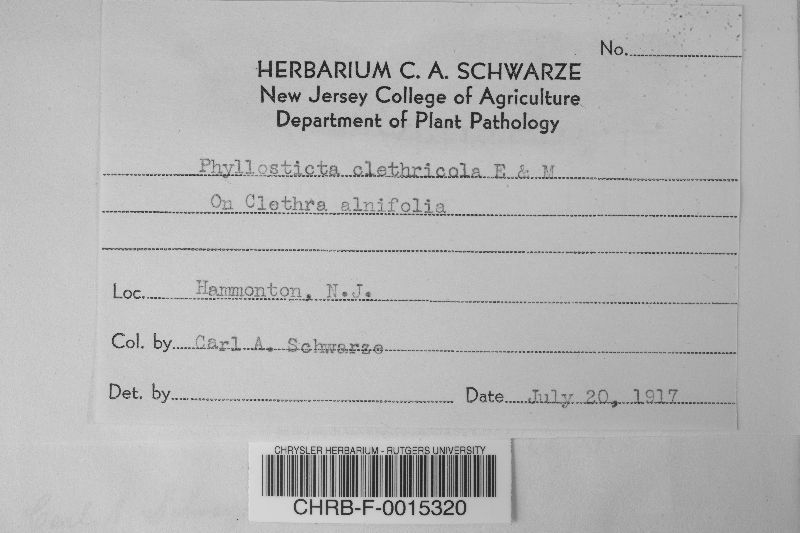 No.
HERBARIUM C. A. SCHWARZE
New Jersey College of Agriculture
Department of Plant Pathology
Phyllosticta clethricola E & M
On Clethra alnifolia
Loc. Hammonton, N.J.
Col. by Carl A. Schwarze
Det. by
Date July 20, 1917
CHRYSLER HERBARIUM - RUTGERS UNIVERSITY
CHRB-F-0015320